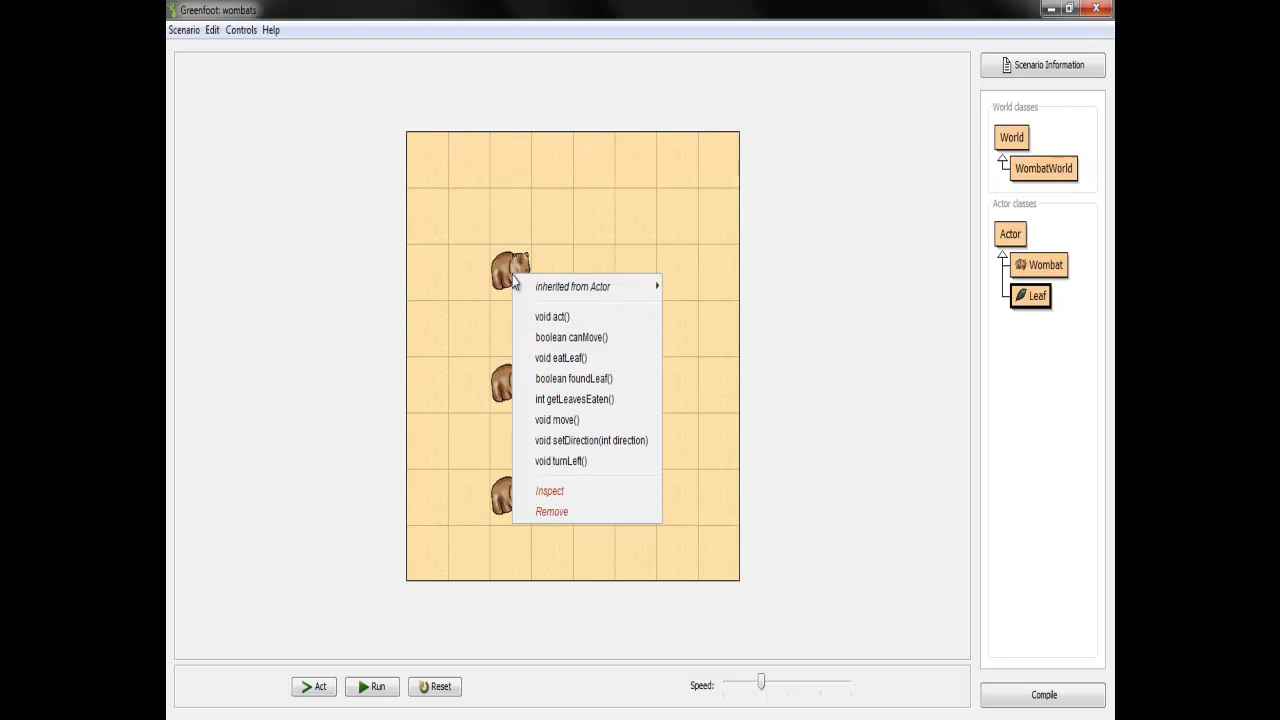 Greenfoot: wombats
Scenario Edit Controls Help
Scenario Information
World classes
World
WombatWorld
Actor classes
Actor
Wombat
Leaf
inherited from Actor
void act()
boolean canMove()
void eatLeaf()
boolean foundLeaf()
int getLeavesEaten()
void move()
void setDirection(int direction)
void turnLeft()
Inspect
Remove
Act Run Reset Speed:
Compile